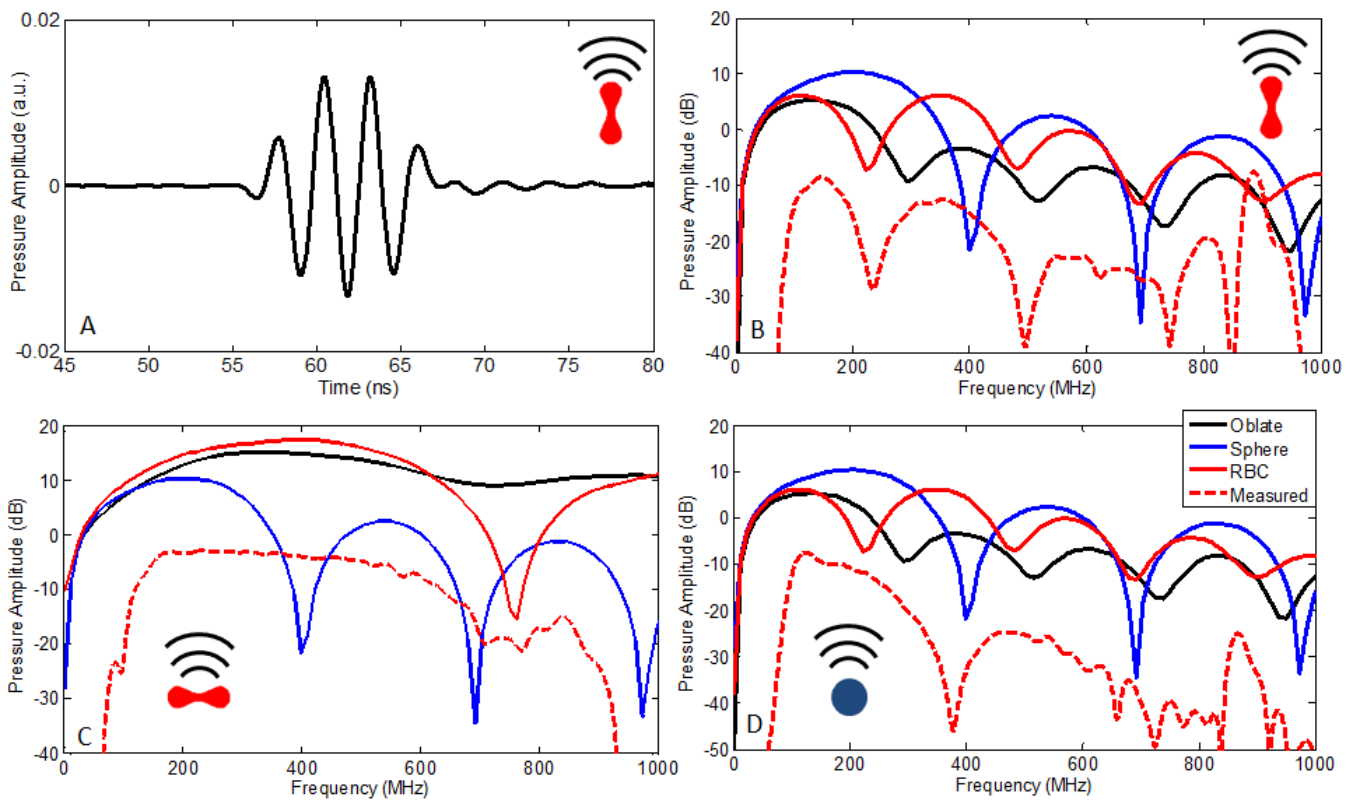 0.02
0
-0.02
Pressure Amplitude (a.u.)
A
45 50 55 60 65 70 75 80
Time (ns)
20
10
0
-10
-20
-30
-40
Pressure Amplitude (dB)
B
0 200 400 600 800 1000
Frequency (MHz)
20
10
0
-10
-20
-30
-40
Pressure Amplitude (dB)
C
0 200 400 600 800 1000
Frequency (MHz)
20
10
0
-10
-20
-30
-40
-50
Pressure Amplitude (dB)
D
Oblate
Sphere
RBC
Measured
0 200 400 600 800 1000
Frequency (MHz)